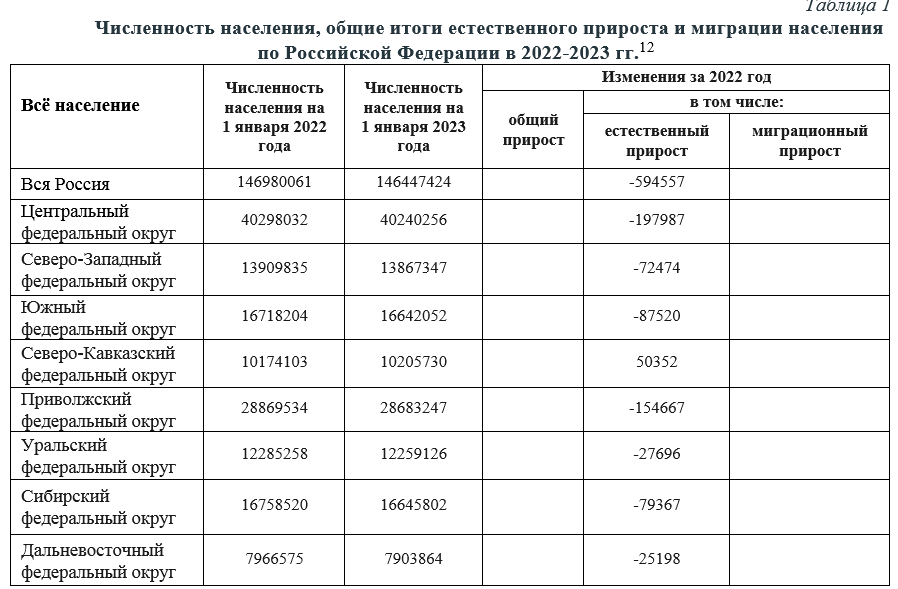 Таблица 1
Численность населения, общие итоги естественного прироста и миграции населения
по Российской Федерации в 2022-2023 гг.12
Всё население
Численность
населения на
1 января 2022
года
Численность
населения на
1 января 2023
года
Изменения за 2022 год
общий
прирост
в том числе:
естественный
прирост
миграционный
прирост
Вся Россия 146980061 146447424 -594557
Центральный
федеральный округ 40298032 40240256 -197987
Северо-Западный
федеральный округ 13909835 13867347 -72474
Южный
федеральный округ 16718204 16642052 -87520
Северо-Кавказский
федеральный округ 10174103 10205730 50352
Приволжский
федеральный округ 28869534 28683247 -154667
Уральский
федеральный округ 12285258 12259126 -27696
Сибирский
федеральный округ 16758520 16645802 -79367
Дальневосточный
федеральный округ 7966575 7903864 -25198